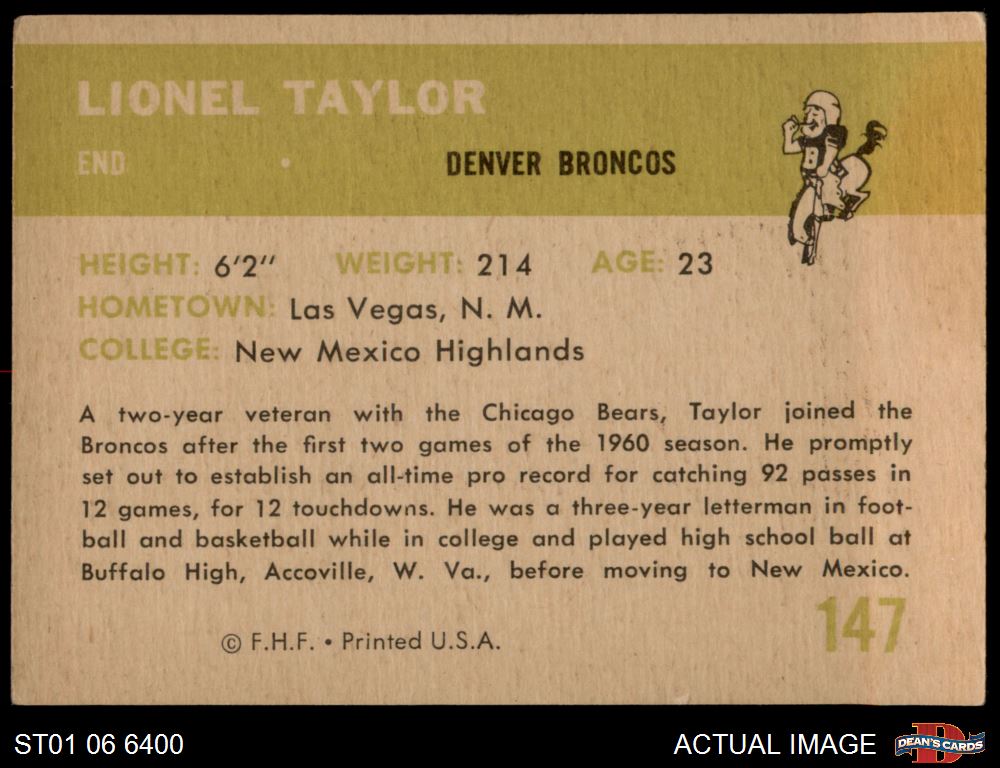 LIONEL TAYLOR
END • DENVER BRONCOS
HEIGHT: 6'2" WEIGHT: 214 AGE: 23
HOMETOWN: Las Vegas, N. M.
COLLEGE: New Mexico Highlands
A two-year veteran with the Chicago Bears, Taylor joined the
Broncos after the first two games of the 1960 season. He promptly
set out to establish an all-time pro record for catching 92 passes in
12 games, for 12 touchdowns. He was a three-year letterman in foot-
ball and basketball while in college and played high school ball at
Buffalo High, Accoville, W. Va., before moving to New Mexico.
147
© F.H.F. • Printed U.S.A.
ST01 06 6400
ACTUAL IMAGE
D
DEAN'S CARDS